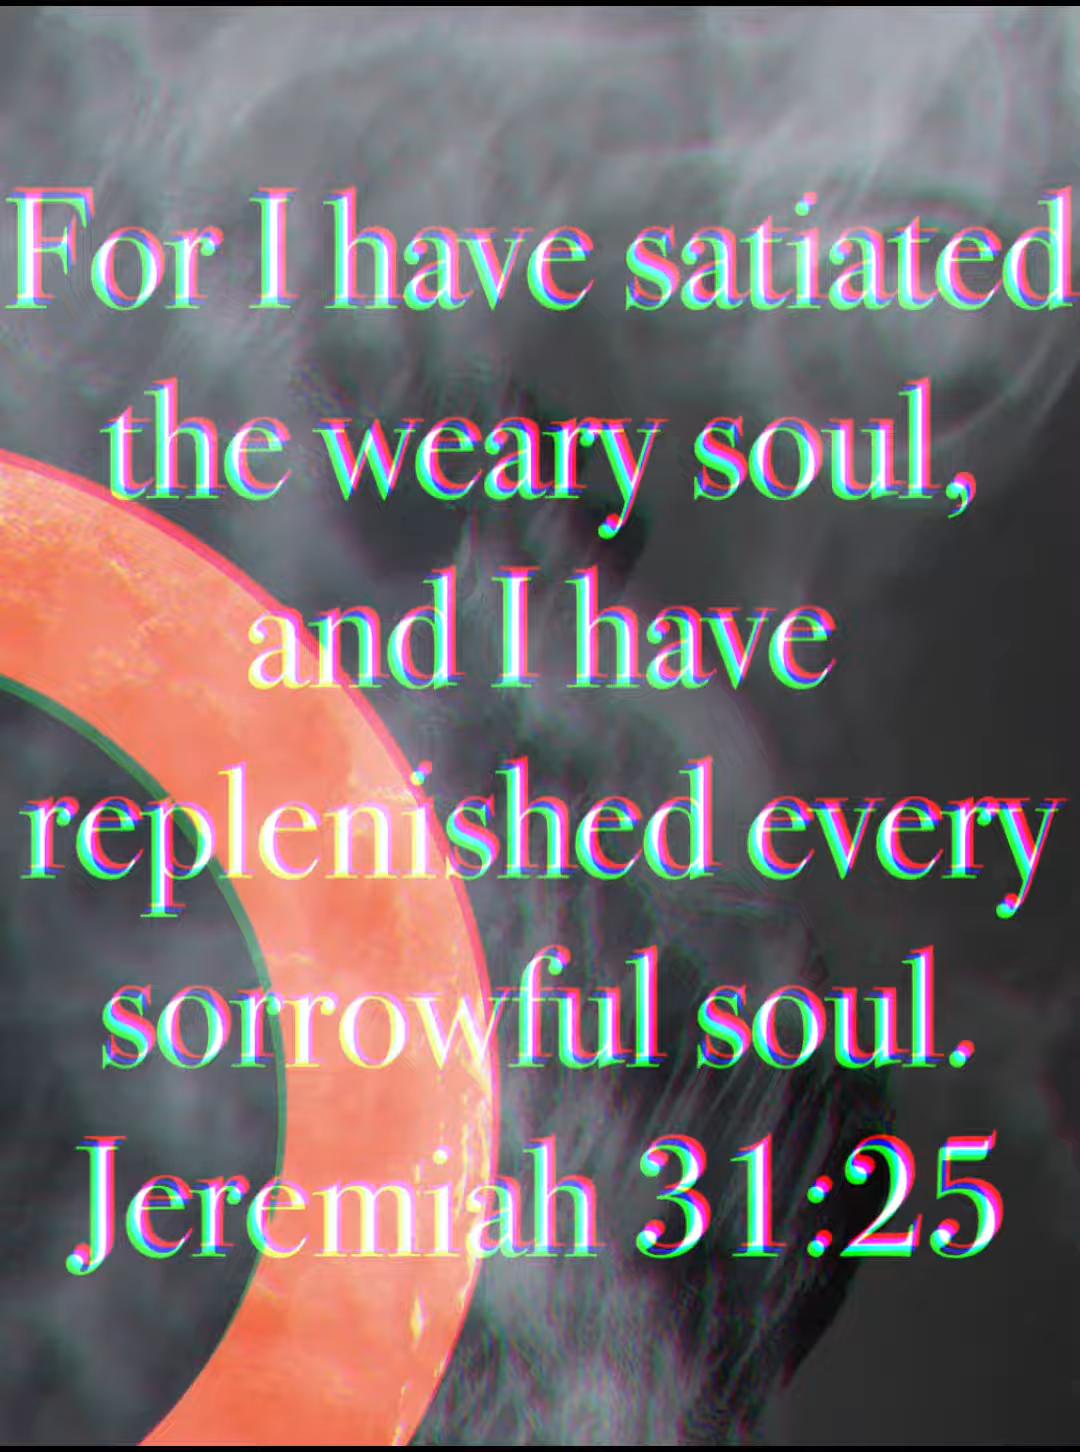 For I have satiated
the weary soul,
and I have
replenished every
sorrowful soul.
Jeremiah 31:25